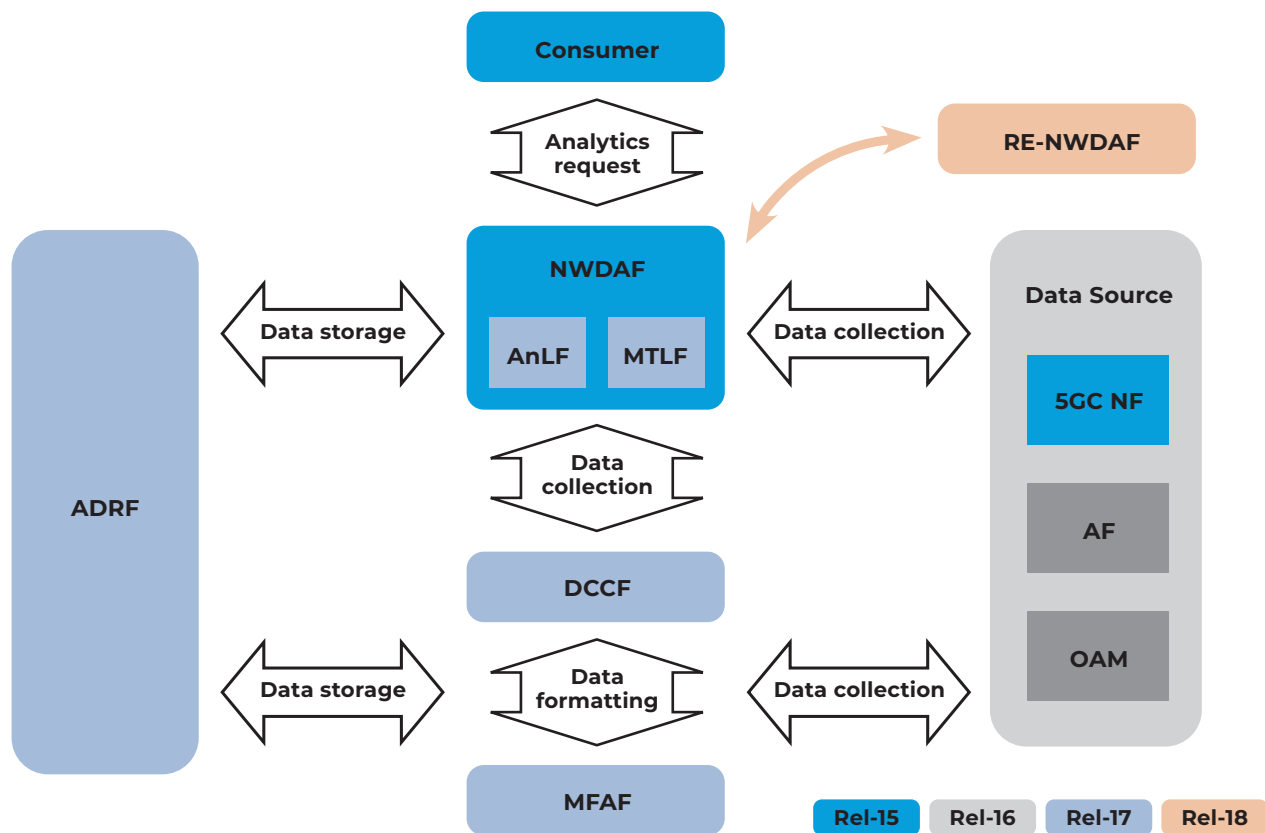 Consumer
Analytics
request
RE-NWDAF
NWDAF
Data Source
Data storage
Data collection
AnLF
MTLF
5GC NF
Data
collection
ADRF
AF
DCCF
OAM
Data storage
Data
formatting
Data collection
MFAF
Rel-15
Rel-16
Rel-17
Rel-18